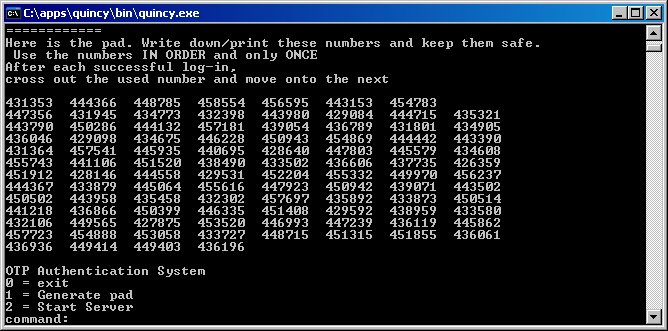 C:\apps\quincy\bin\quincy.exe
============
Here is the pad. Write down/print these numbers and keep them safe.
Use the numbers IN ORDER and only ONCE
After each successful log-in,
cross out the used number and move onto the next
431353 444366 448785 458554 456595 443153 454783
447356 431945 434773 432398 443980 429084 444715 435321
443790 450286 444132 457181 439054 436789 431801 434905
436046 429098 434675 446228 450943 454869 444442 443390
431364 457541 445935 440695 428640 447803 445579 434608
455743 441106 451520 438490 433502 436606 437735 426359
451912 428146 444558 429531 452204 455332 449970 456237
444367 433879 445064 455616 447923 450942 439071 443502
450502 443958 435458 432302 457697 435892 433873 450514
441218 436866 450399 446335 451408 429592 438959 433580
432106 449565 427875 453520 446993 447239 436119 445862
457723 454888 453058 433727 448715 451315 451855 436061
436936 449414 449403 436196
OTP Authentication System
0 = exit
1 = Generate pad
2 = Start Server
command: